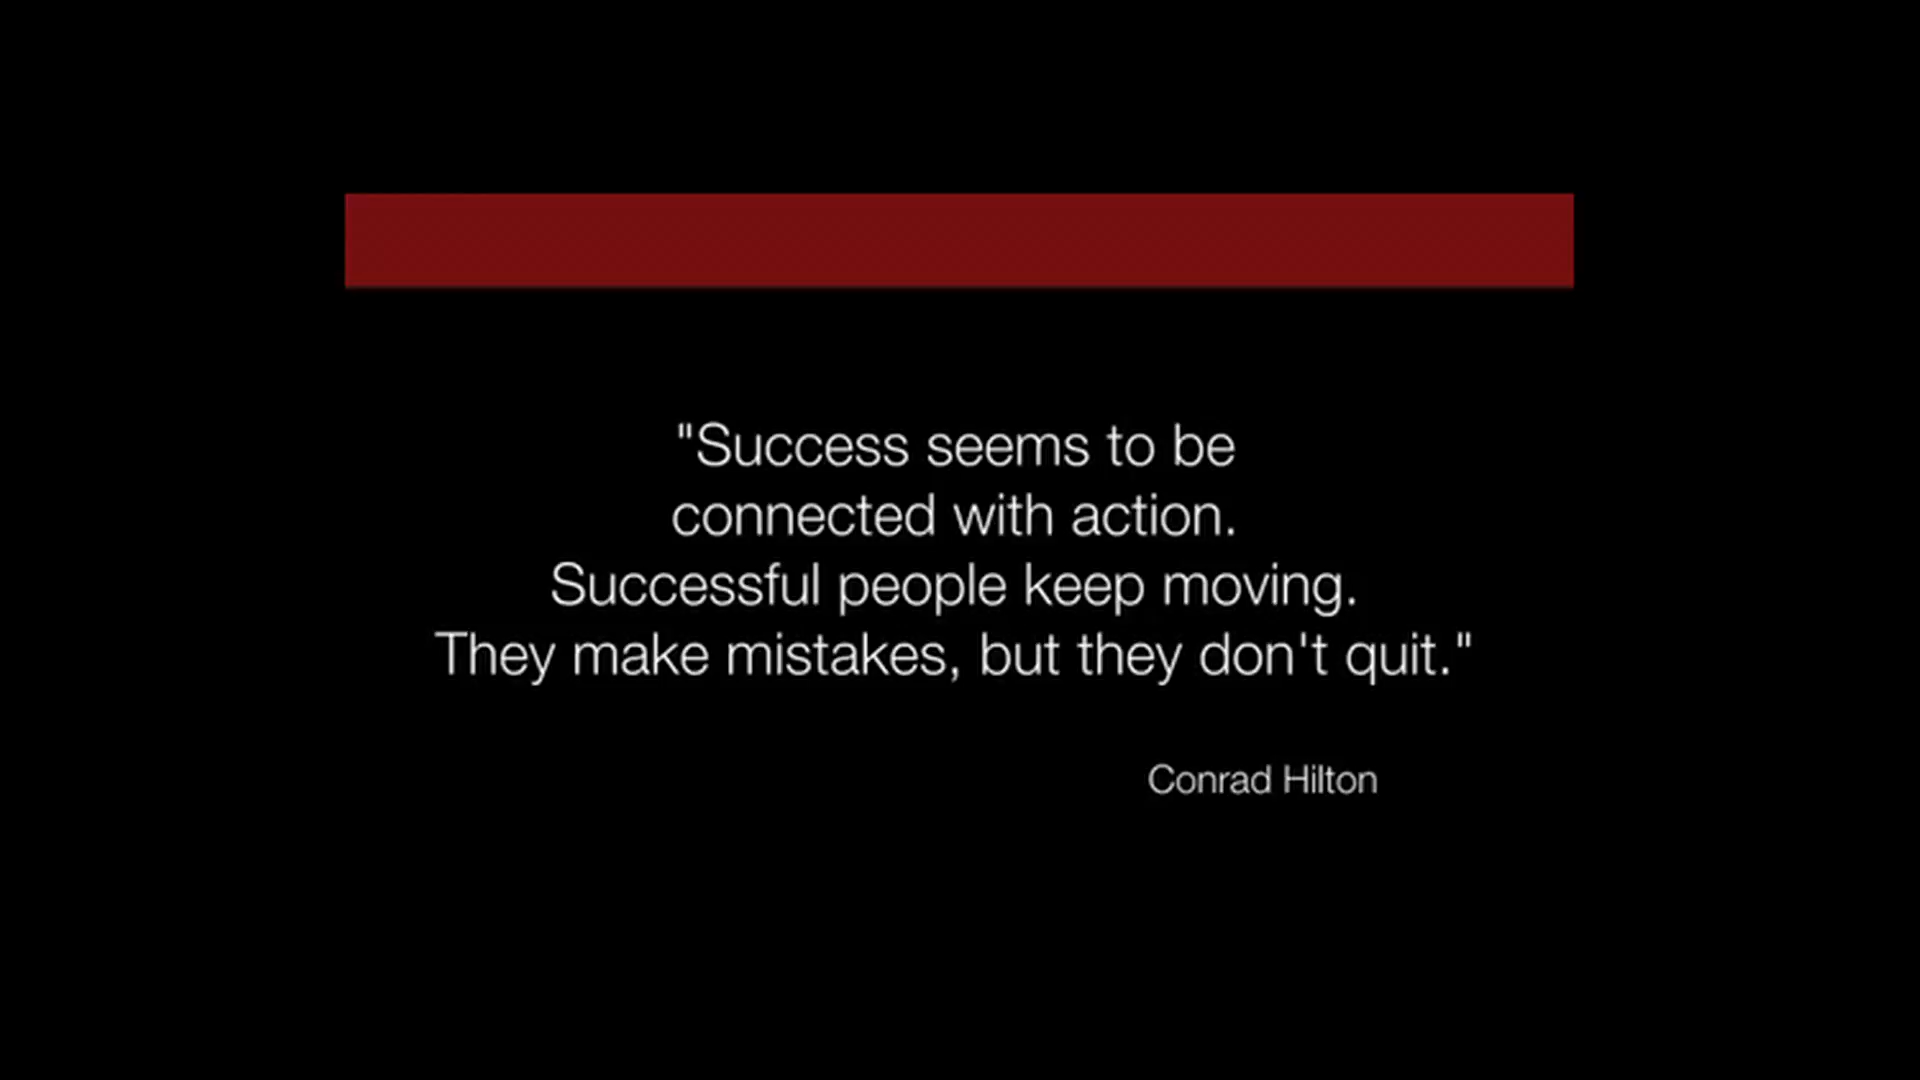 "Success seems to be
connected with action.
Successful people keep moving.
They make mistakes, but they don't quit."
Conrad Hilton